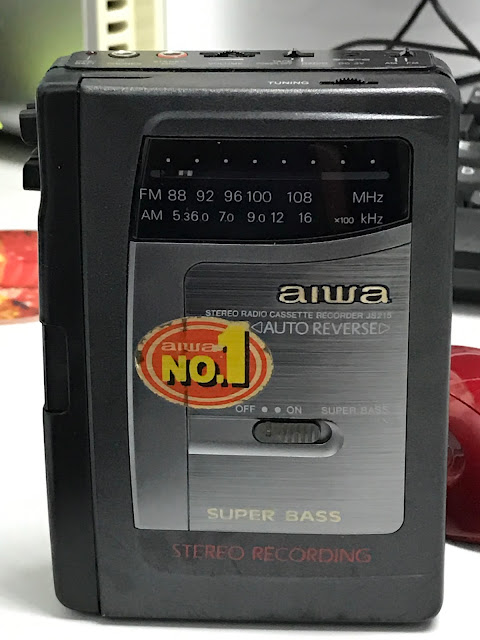 TUNING
FM 88 92 96 100 108 MHz
AM 5.3 6.0 7.0 9.0 12 16 ×100 kHz
aiwa
STEREO RADIO CASSETTE RECORDER JS215
◁AUTO REVERSE▷
aiwa
NO.1
OFF ON SUPER BASS
SUPER BASS
STEREO RECORDING